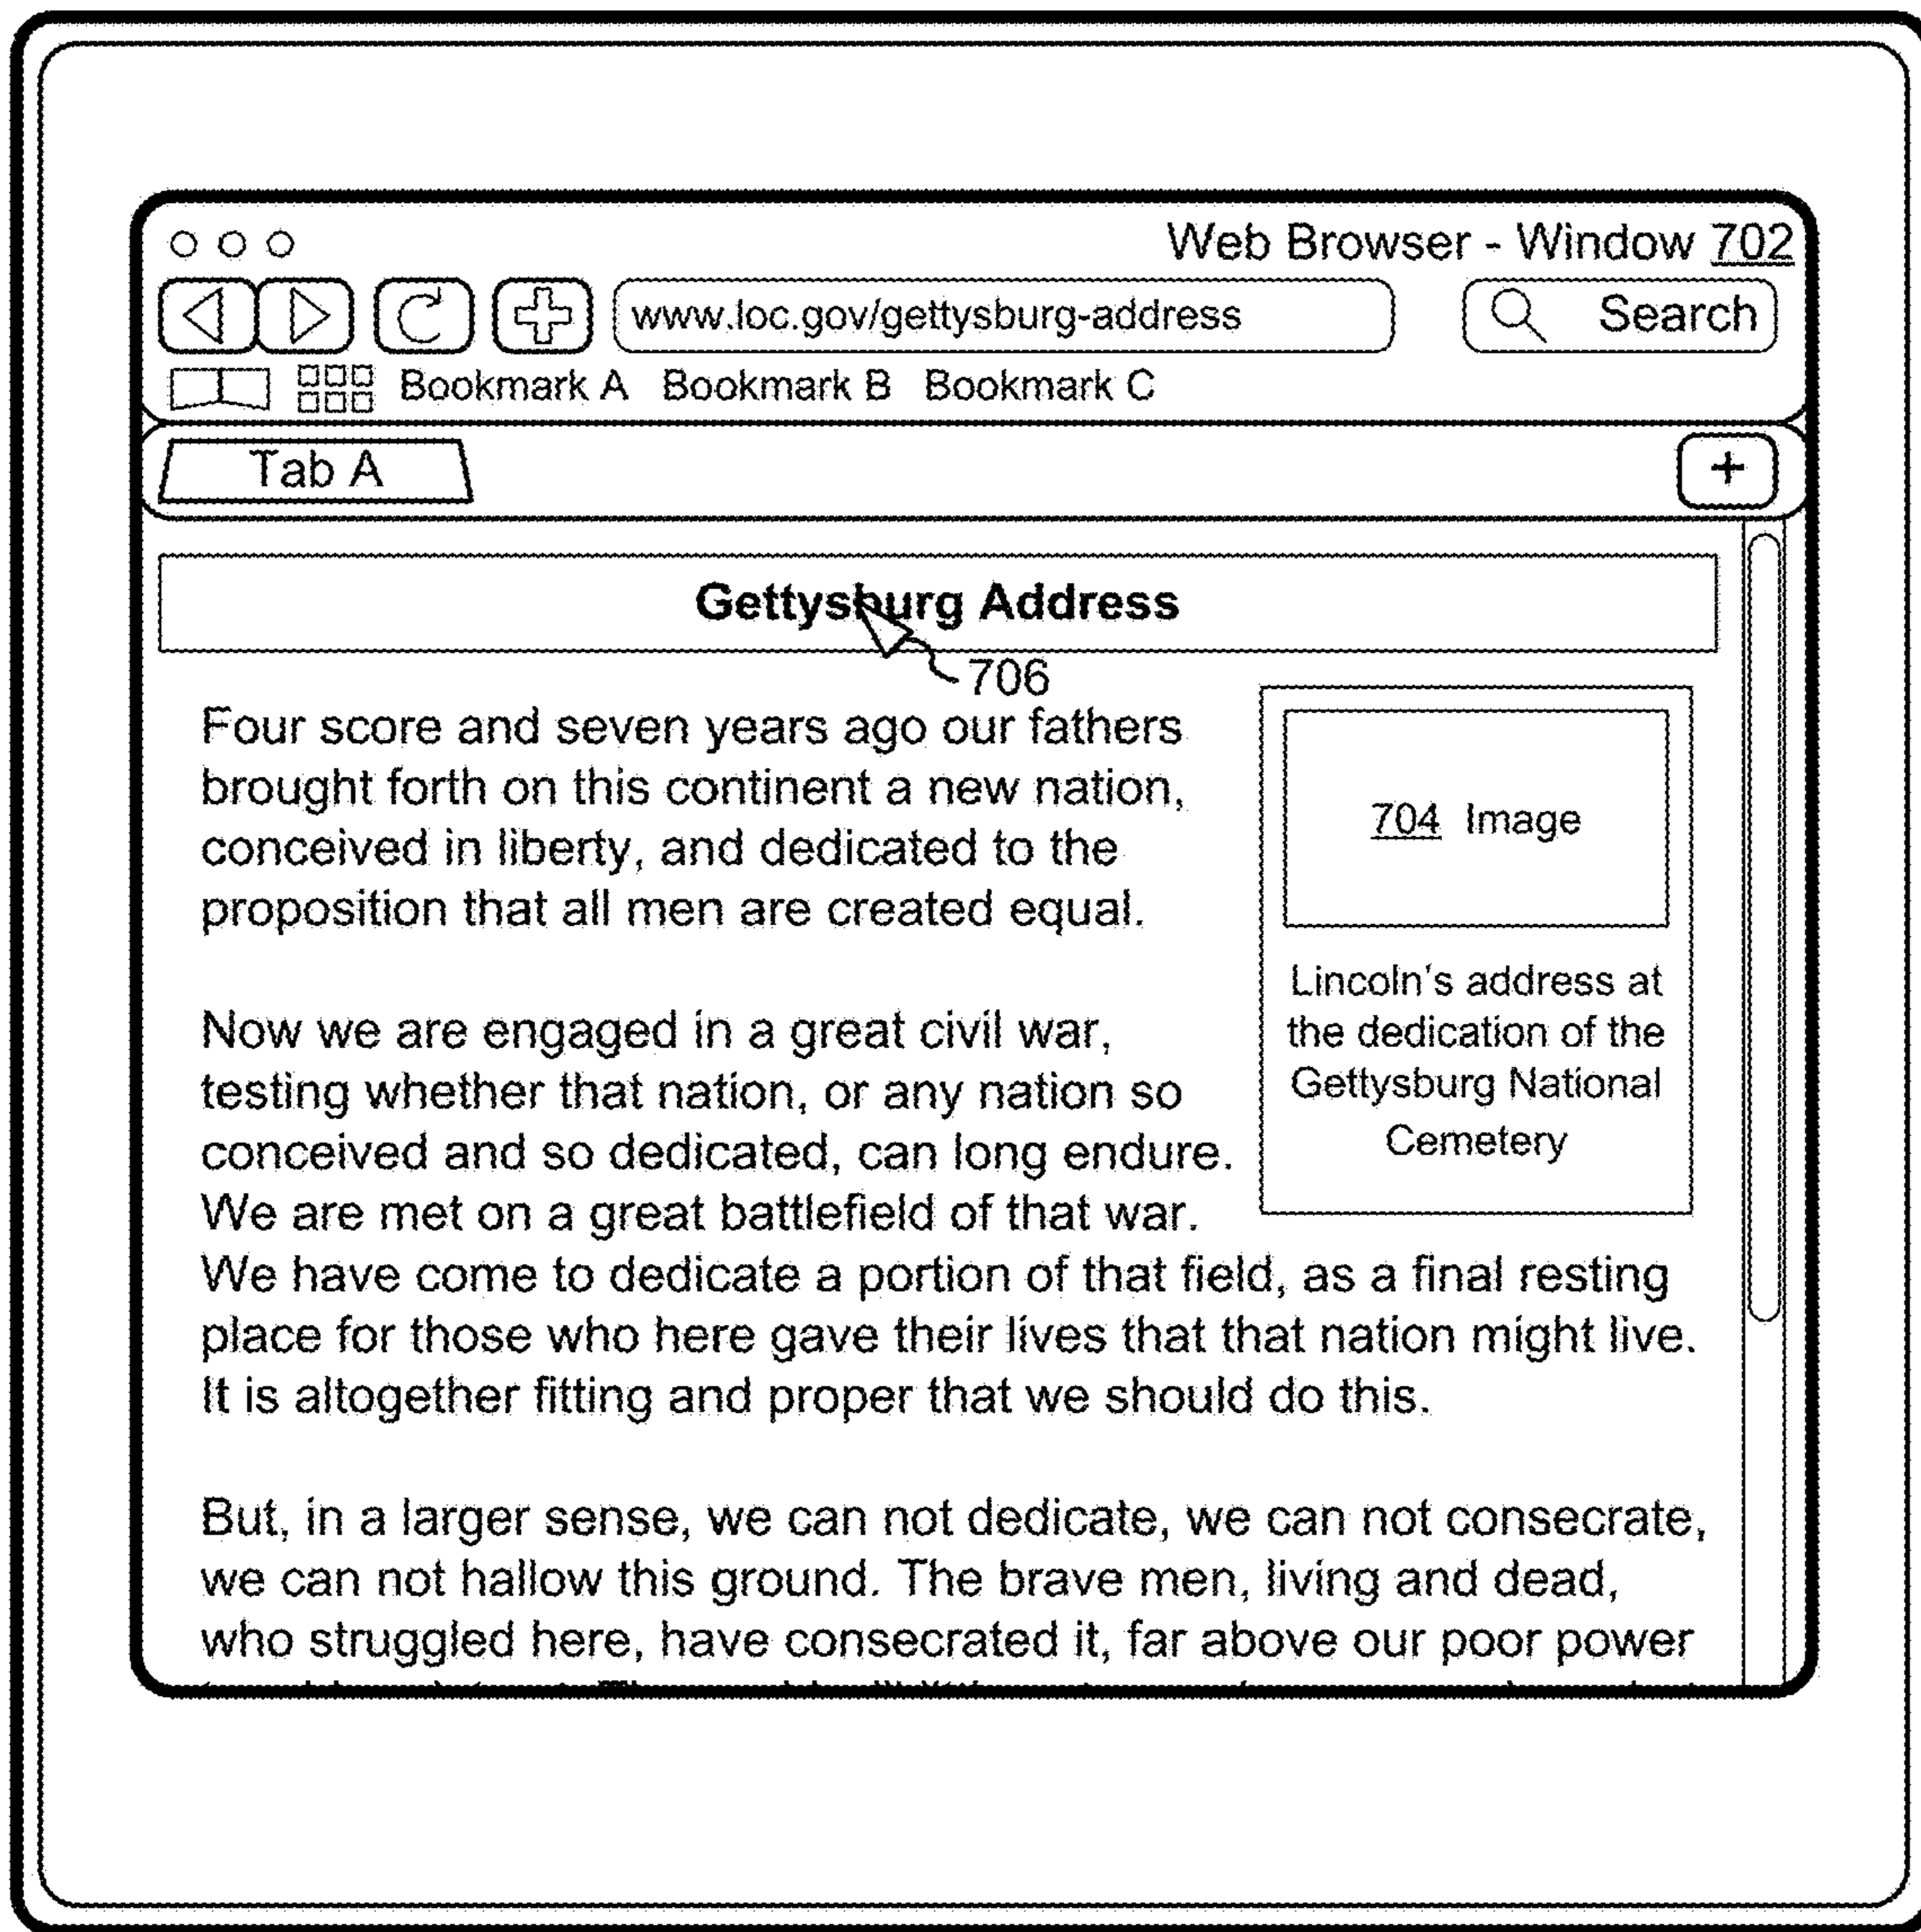 Web Browser - Window 702
www.loc.gov/gettysburg-address
Search
Bookmark A Bookmark B Bookmark C
Tab A
+
Gettysburg Address
706
Four score and seven years ago our fathers
brought forth on this continent a new nation,
conceived in liberty, and dedicated to the
proposition that all men are created equal.
704 Image
Lincoln's address at
the dedication of the
Gettysburg National
Cemetery
Now we are engaged in a great civil war,
testing whether that nation, or any nation so
conceived and so dedicated, can long endure.
We are met on a great battlefield of that war.
We have come to dedicate a portion of that field, as a final resting
place for those who here gave their lives that that nation might live.
It is altogether fitting and proper that we should do this.
But, in a larger sense, we can not dedicate, we can not consecrate,
we can not hallow this ground. The brave men, living and dead,
who struggled here, have consecrated it, far above our poor power